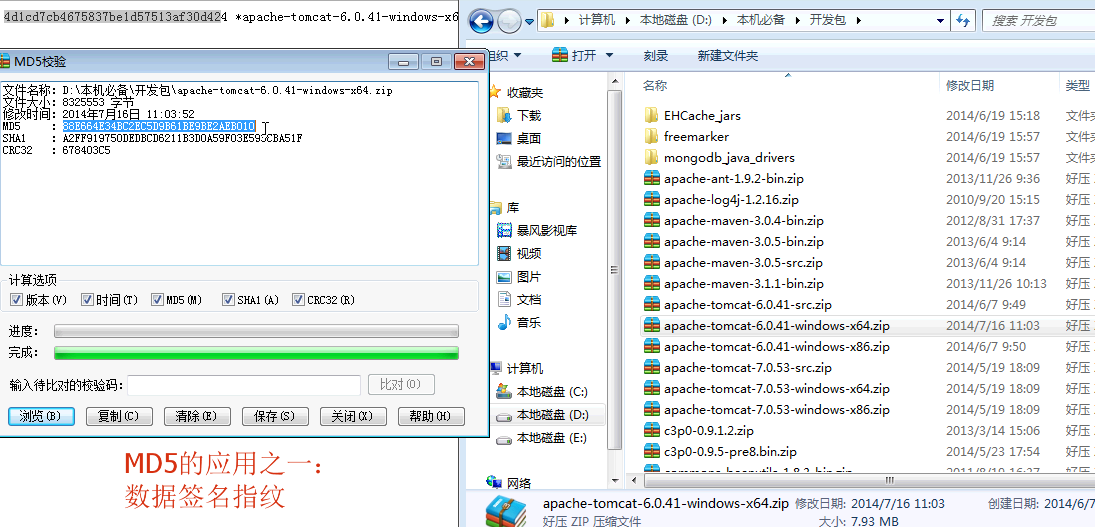 4d1cd7cb4675837be1d57513af30d424 *apache-tomcat-6.0.41-windows-x6
MD5校验
文件名称: D:\本机必备\开发包\apache-tomcat-6.0.41-windows-x64.zip
文件大小: 8325553 字节
修改时间: 2014年7月16日 11:03:52
MD5 : 88E664E34BC2EC5D9B61BE9BE2AEB010
SHA1 : A2FF919750DEDBCD6211B3D0A59F03E593CBA51F
CRC32 : 678403C5
计算选项
版本(V) 时间(T) MD5(M) SHA1(A) CRC32(R)
进度:
完成:
输入待比对的校验码: 比对(O)
浏览(B) 复制(C) 清除(E) 保存(S) 关闭(X) 帮助(H)
MD5的应用之一:
数据签名指纹
计算机 本地磁盘 (D:) 本机必备 开发包 搜索 开发包
组织 打开 刻录 新建文件夹
收藏夹
下载
桌面
最近访问的位置
库
暴风影视库
视频
图片
文档
音乐
计算机
本地磁盘 (C:)
本地磁盘 (D:)
本地磁盘 (E:)
网络
名称 修改日期 类型
EHCache_jars 2014/6/19 15:18 文件夹
freemarker 2014/6/19 15:57 文件夹
mongodb_java_drivers 2014/6/19 15:57 文件夹
apache-ant-1.9.2-bin.zip 2013/11/26 9:36 好压
apache-log4j-1.2.16.zip 2010/9/20 15:15 好压
apache-maven-3.0.4-bin.zip 2012/8/31 17:37 好压
apache-maven-3.0.5-bin.zip 2013/6/4 9:14 好压
apache-maven-3.0.5-src.zip 2013/6/4 9:14 好压
apache-maven-3.1.1-bin.zip 2013/11/26 10:13 好压
apache-tomcat-6.0.41-src.zip 2014/6/7 9:49 好压
apache-tomcat-6.0.41-windows-x64.zip 2014/7/16 11:03 好压
apache-tomcat-6.0.41-windows-x86.zip 2014/6/7 9:50 好压
apache-tomcat-7.0.53-src.zip 2014/5/19 18:09 好压
apache-tomcat-7.0.53-windows-x64.zip 2014/5/19 18:09 好压
apache-tomcat-7.0.53-windows-x86.zip 2014/5/19 18:09 好压
c3p0-0.9.1.2.zip 2013/3/14 15:06 好压
c3p0-0.9.5-pre8.bin.zip 2014/5/23 17:54 好压
commons-beanutils-1.8.3-bin.zip 2011/8/10 16:27 好压
apache-tomcat-6.0.41-windows-x64.zip 修改日期: 2014/7/16 11:03 创建日期: 2014/6/7
好压 ZIP 压缩文件 大小: 7.93 MB